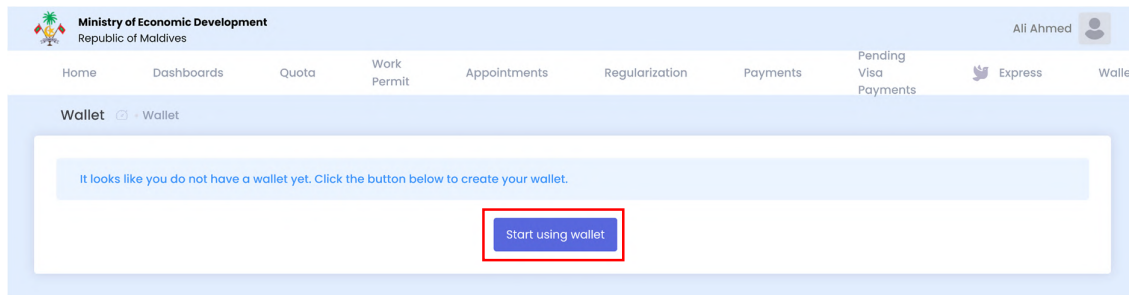 Ministry of Economic Development
Republic of Maldives
Ali Ahmed
Home Dashboards Quota Work Permit Appointments Regularization Payments Pending Visa Payments Express Walle
Wallet Wallet
It looks like you do not have a wallet yet. Click the button below to create your wallet.
Start using wallet